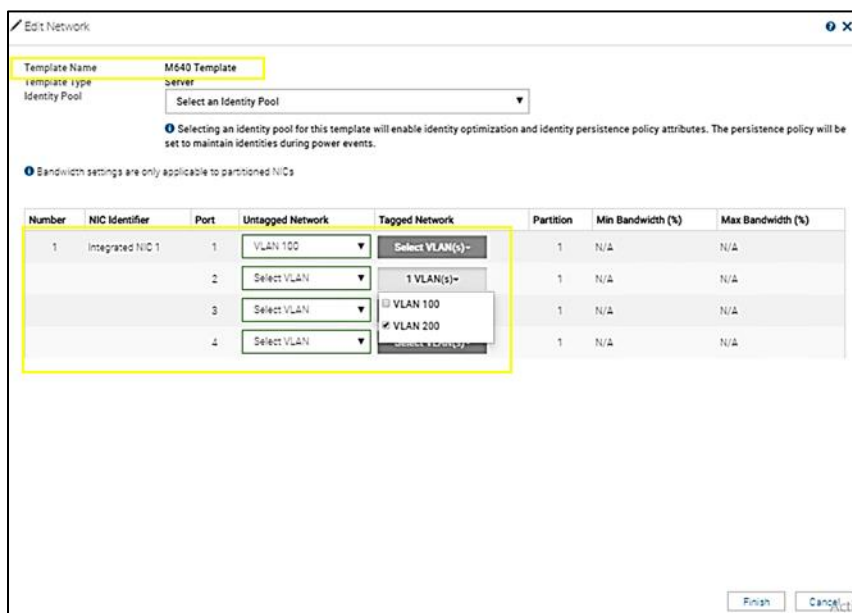 Edit Network
Template Name M640 Template
Template Type Server
Identity Pool Select an Identity Pool
Selecting an identity pool for this template will enable identity optimization and identity persistence policy attributes. The persistence policy will be
set to maintain identities during power events.
Bandwidth settings are only applicable to partitioned NICs
Number NIC Identifier Port Untagged Network Tagged Network Partition Min Bandwidth (%) Max Bandwidth (%)
1 Integrated NIC 1 1 VLAN 100 Select VLAN(s) 1 N/A N/A
2 Select VLAN 1 VLAN(s) 1 N/A N/A
VLAN 100
3 Select VLAN 1 N/A N/A
VLAN 200
4 Select VLAN Select VLAN(s) 1 N/A N/A
Finish Cancel